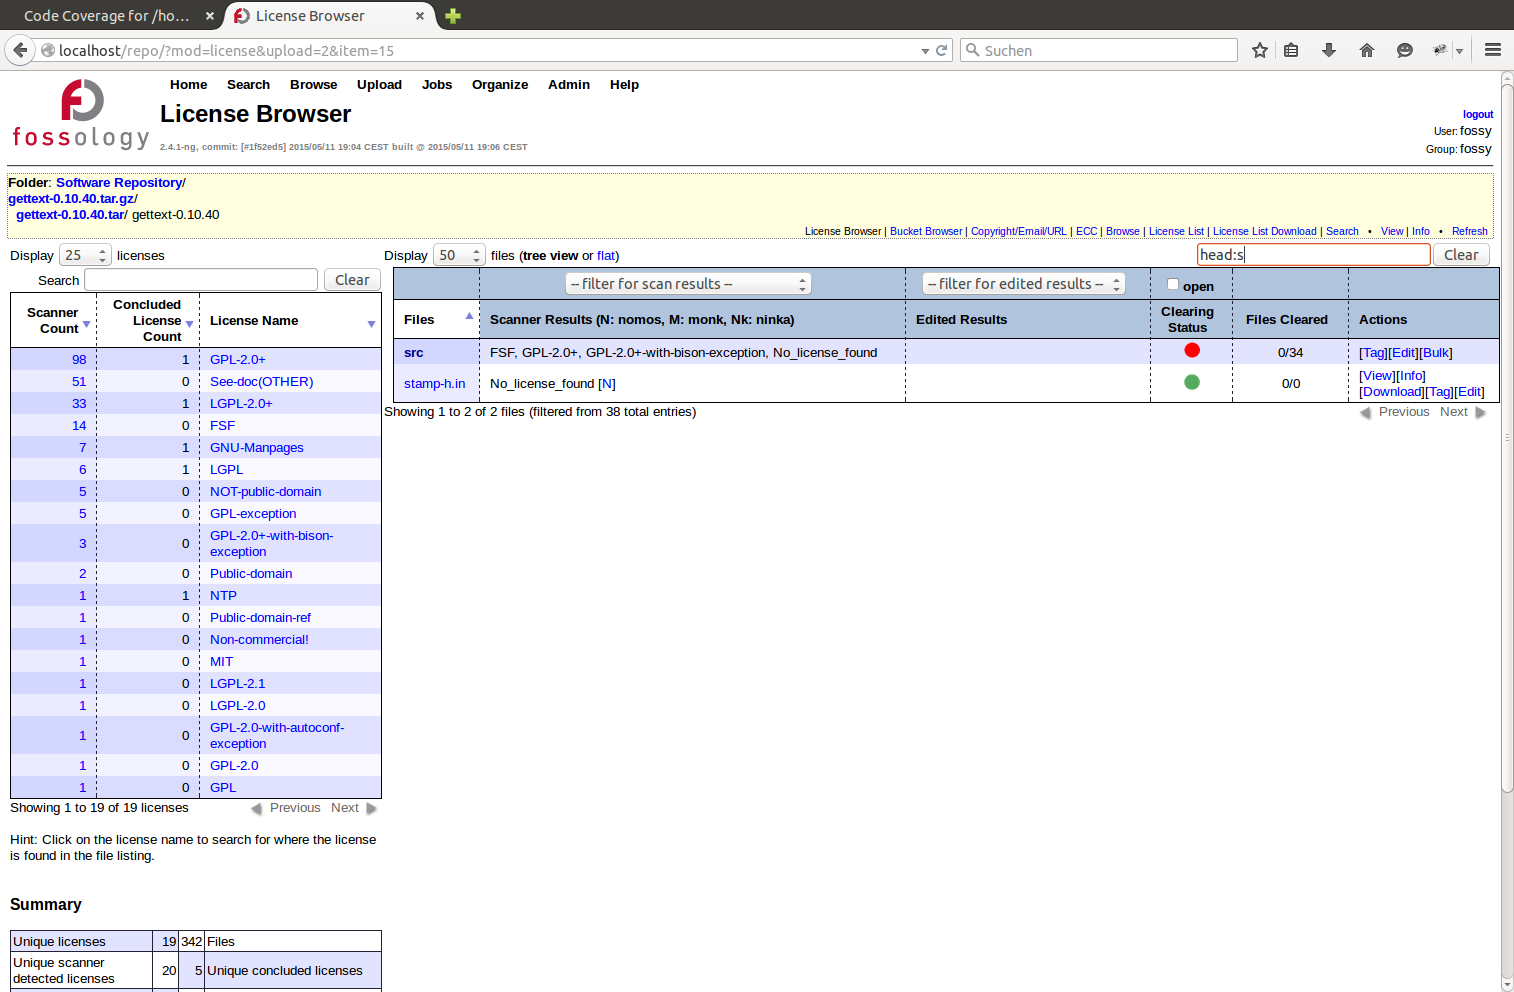 Code Coverage for /ho... ×
License Browser ×
localhost/repo/?mod=license&upload=2&item=15
Suchen
fossology
Home Search Browse Upload Jobs Organize Admin Help
License Browser
2.4.1-ng, commit: [#1f52ed5] 2015/05/11 19:04 CEST built @ 2015/05/11 19:06 CEST
logout
User: fossy
Group: fossy
Folder: Software Repository/
gettext-0.10.40.tar.gz/
gettext-0.10.40.tar/ gettext-0.10.40
License Browser | Bucket Browser | Copyright/Email/URL | ECC | Browse | License List | License List Download | Search • View | Info • Refresh
Display 25 licenses
Search Clear
Scanner Count Concluded License Count License Name
98 1 GPL-2.0+
51 0 See-doc(OTHER)
33 1 LGPL-2.0+
14 0 FSF
7 1 GNU-Manpages
6 1 LGPL
5 0 NOT-public-domain
5 0 GPL-exception
3 0 GPL-2.0+-with-bison-
exception
2 0 Public-domain
1 1 NTP
1 0 Public-domain-ref
1 0 Non-commercial!
1 0 MIT
1 0 LGPL-2.1
1 0 LGPL-2.0
1 0 GPL-2.0-with-autoconf-
exception
1 0 GPL-2.0
1 0 GPL
Showing 1 to 19 of 19 licenses Previous Next
Hint: Click on the license name to search for where the license
is found in the file listing.
Summary
Unique licenses 19 342 Files
Unique scanner
detected licenses 20 5 Unique concluded licenses
Display 50 files (tree view or flat) head:s Clear
-- filter for scan results -- -- filter for edited results -- open
Files Scanner Results (N: nomos, M: monk, Nk: ninka) Edited Results Clearing Status Files Cleared Actions
src FSF, GPL-2.0+, GPL-2.0+-with-bison-exception, No_license_found 0/34 [Tag][Edit][Bulk]
stamp-h.in No_license_found [N] 0/0 [View][Info]
[Download][Tag][Edit]
Showing 1 to 2 of 2 files (filtered from 38 total entries) Previous Next